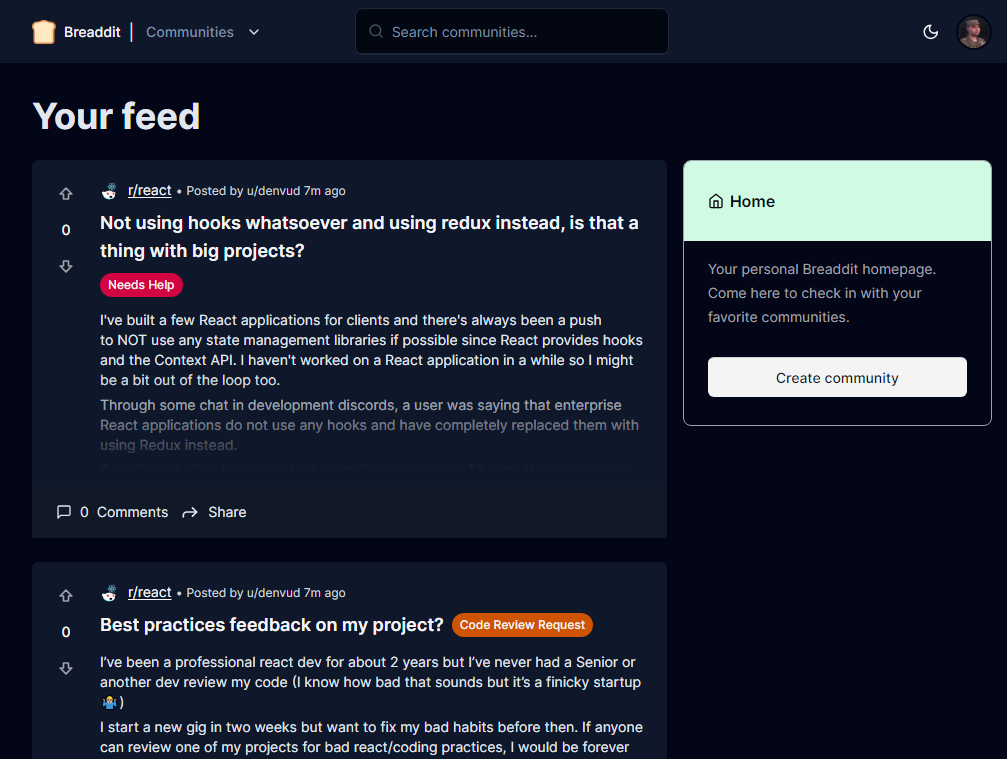 Breaddit
Communities
Search communities...
Your feed
r/react • Posted by u/denvud 7m ago
0
Not using hooks whatsoever and using redux instead, is that a
thing with big projects?
Needs Help
I've built a few React applications for clients and there's always been a push
to NOT use any state management libraries if possible since React provides hooks
and the Context API. I haven't worked on a React application in a while so I might
be a bit out of the loop too.
Through some chat in development discords, a user was saying that enterprise
React applications do not use any hooks and have completely replaced them with
using Redux instead.
0 Comments Share
Home
Your personal Breaddit homepage.
Come here to check in with your
favorite communities.
Create community
r/react • Posted by u/denvud 7m ago
0
Best practices feedback on my project? Code Review Request
I’ve been a professional react dev for about 2 years but I’ve never had a Senior or
another dev review my code (I know how bad that sounds but it’s a finicky startup
🤷‍♂️)
I start a new gig in two weeks but want to fix my bad habits before then. If anyone
can review one of my projects for bad react/coding practices, I would be forever